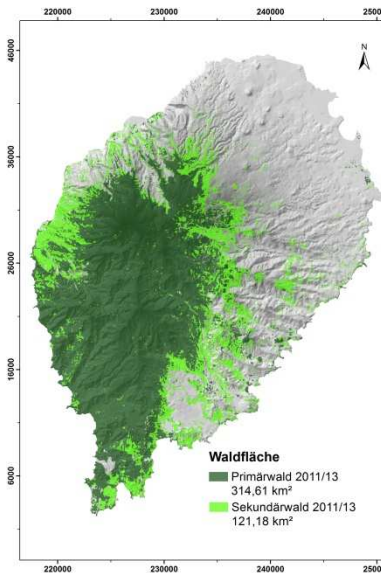 220000 230000 240000 2500
46000
N
36000
26000
16000
6000
Waldfläche
Primärwald 2011/13
314,61 km²
Sekundärwald 2011/13
121,18 km²
220000 230000 240000 2500